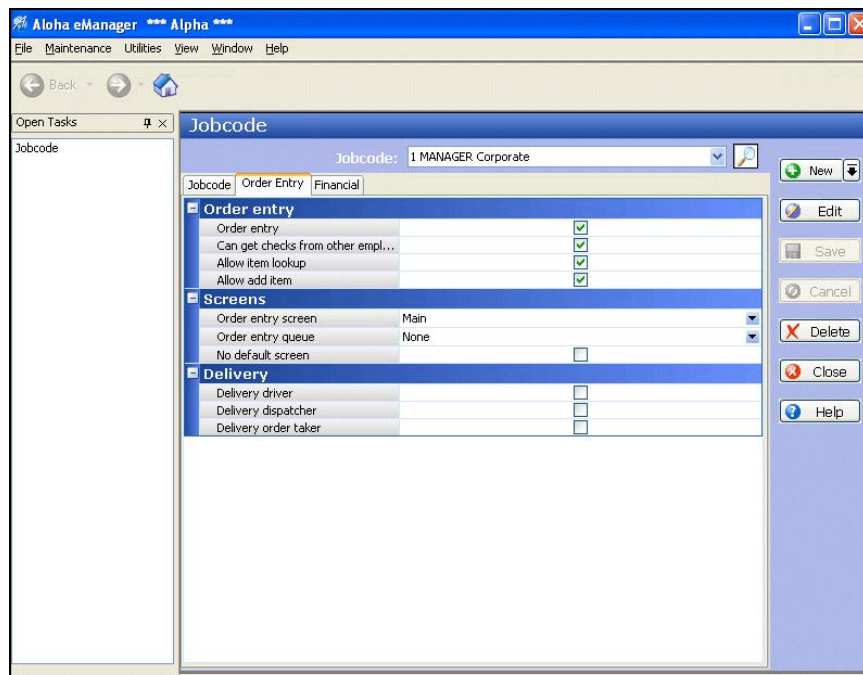 Aloha eManager *** Alpha ***
File Maintenance Utilities View Window Help
Back
Open Tasks
Jobcode
Jobcode
Jobcode: 1 MANAGER Corporate
Jobcode Order Entry Financial
Order entry
Order entry
Can get checks from other empl...
Allow item lookup
Allow add item
Screens
Order entry screen Main
Order entry queue None
No default screen
Delivery
Delivery driver
Delivery dispatcher
Delivery order taker
New
Edit
Save
Cancel
Delete
Close
Help